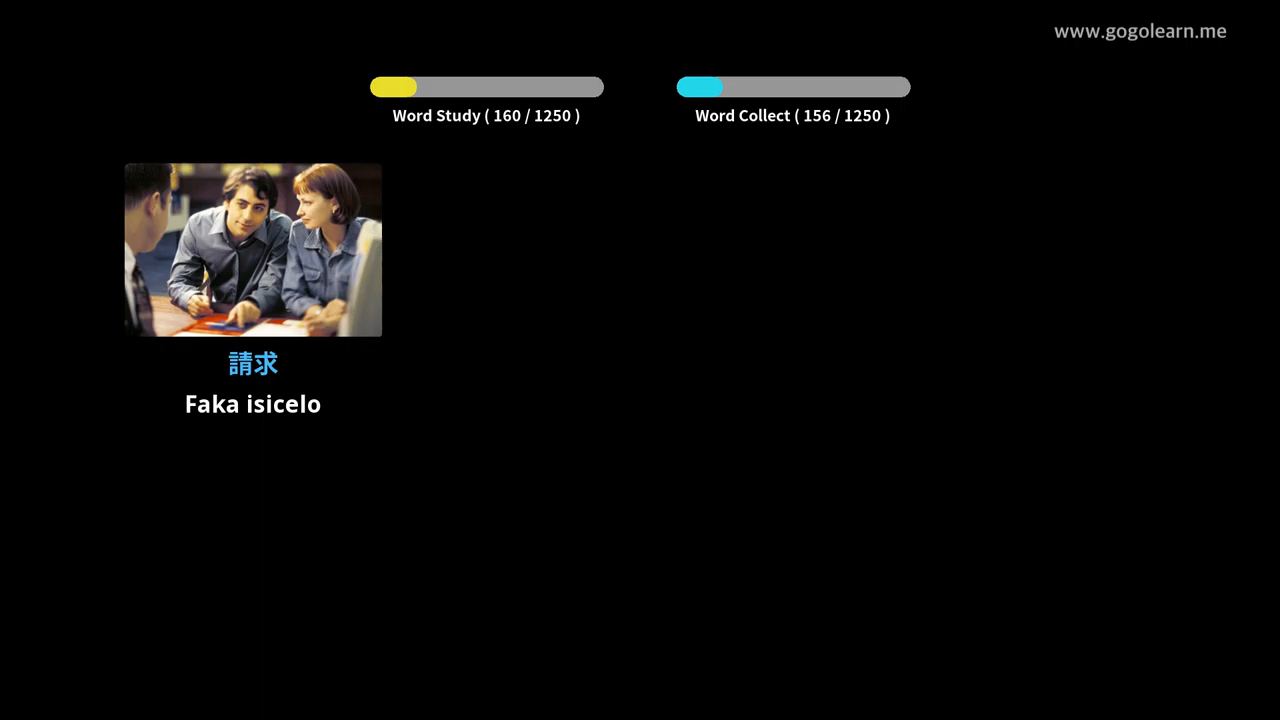 www.gogolearn.me
Word Study ( 160 / 1250 )
Word Collect ( 156 / 1250 )
請求
Faka isicelo